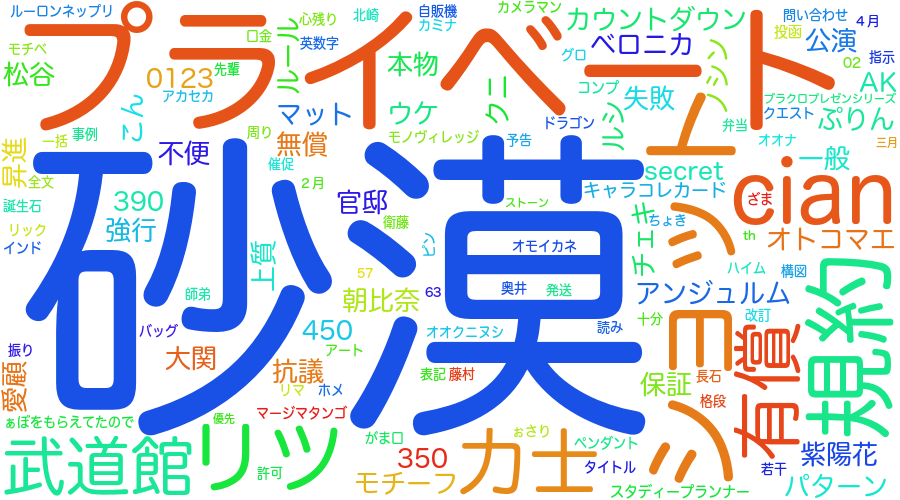 ルーロンネップリ
心残り
北崎
自販機
カメラマン
カウントダウン
問い合わせ
4月
プライベート
口金
英数字
カミナ
ベロニカ
投函
公演
指示
モチベ
松谷
0123
先輩
ルール
本物
グロ
コンプ
失敗
シン
02
AK
アカセカ
クニ
ブラクロプレゼンシリーズ
こん
マット
ウケ
ドラゴン
ルシ
クエスト
ぷりん
弁当
一括
事例
周り
無償
モノヴィレッジ
予告
オオナ
三月
昇進
不便
催促
トート
一般
全文
2月
secret
cian
砂漠
誕生石
390
官邸
キャラコレカード
ざま
リック
強行
衛藤
ストーン
チェキ
ちょき
th
オトコマエ
インド
上質
ピン
オモイカネ
ショップ
57
ハイム
構図
師弟
朝比奈
63
奥井
発送
アンジュルム
規約
バッグ
450
オオクニヌシ
読み
十分
改訂
振り
大関
アート
有償
愛顧
抗議
リマ
ホメ
表記
藤村
保証
長石
格段
ぁぼをもらえてたので
優先
マージマタンゴ
武道館
リツ
がま口
力士
ぉさり
ペンダント
紫陽花
許可
350
タイトル
若干
モチーフ
スタディープランナー
パターン